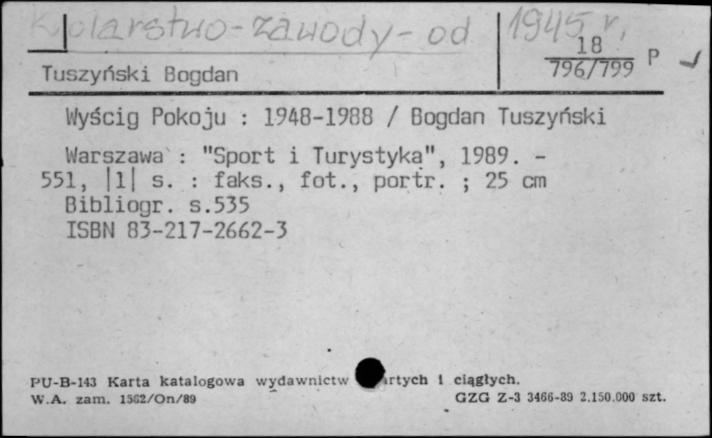 Kolarstwo - zawody - od 1945 r.
18
796/799 P
Tuszyński Bogdan
Wyścig Pokoju : 1948-1988 / Bogdan Tuszyński
Warszawa : "Sport i Turystyka", 1989. -
551, |1| s. : faks., fot., portr. ; 25 cm
Bibliogr. s.535
ISBN 83-217-2662-3
PU-B-143 Karta katalogowa wydawnictw rtych i ciągłych.
W.A. zam. 1562/On/89 GZG Z-3 3466-89 2.150.000 szt.